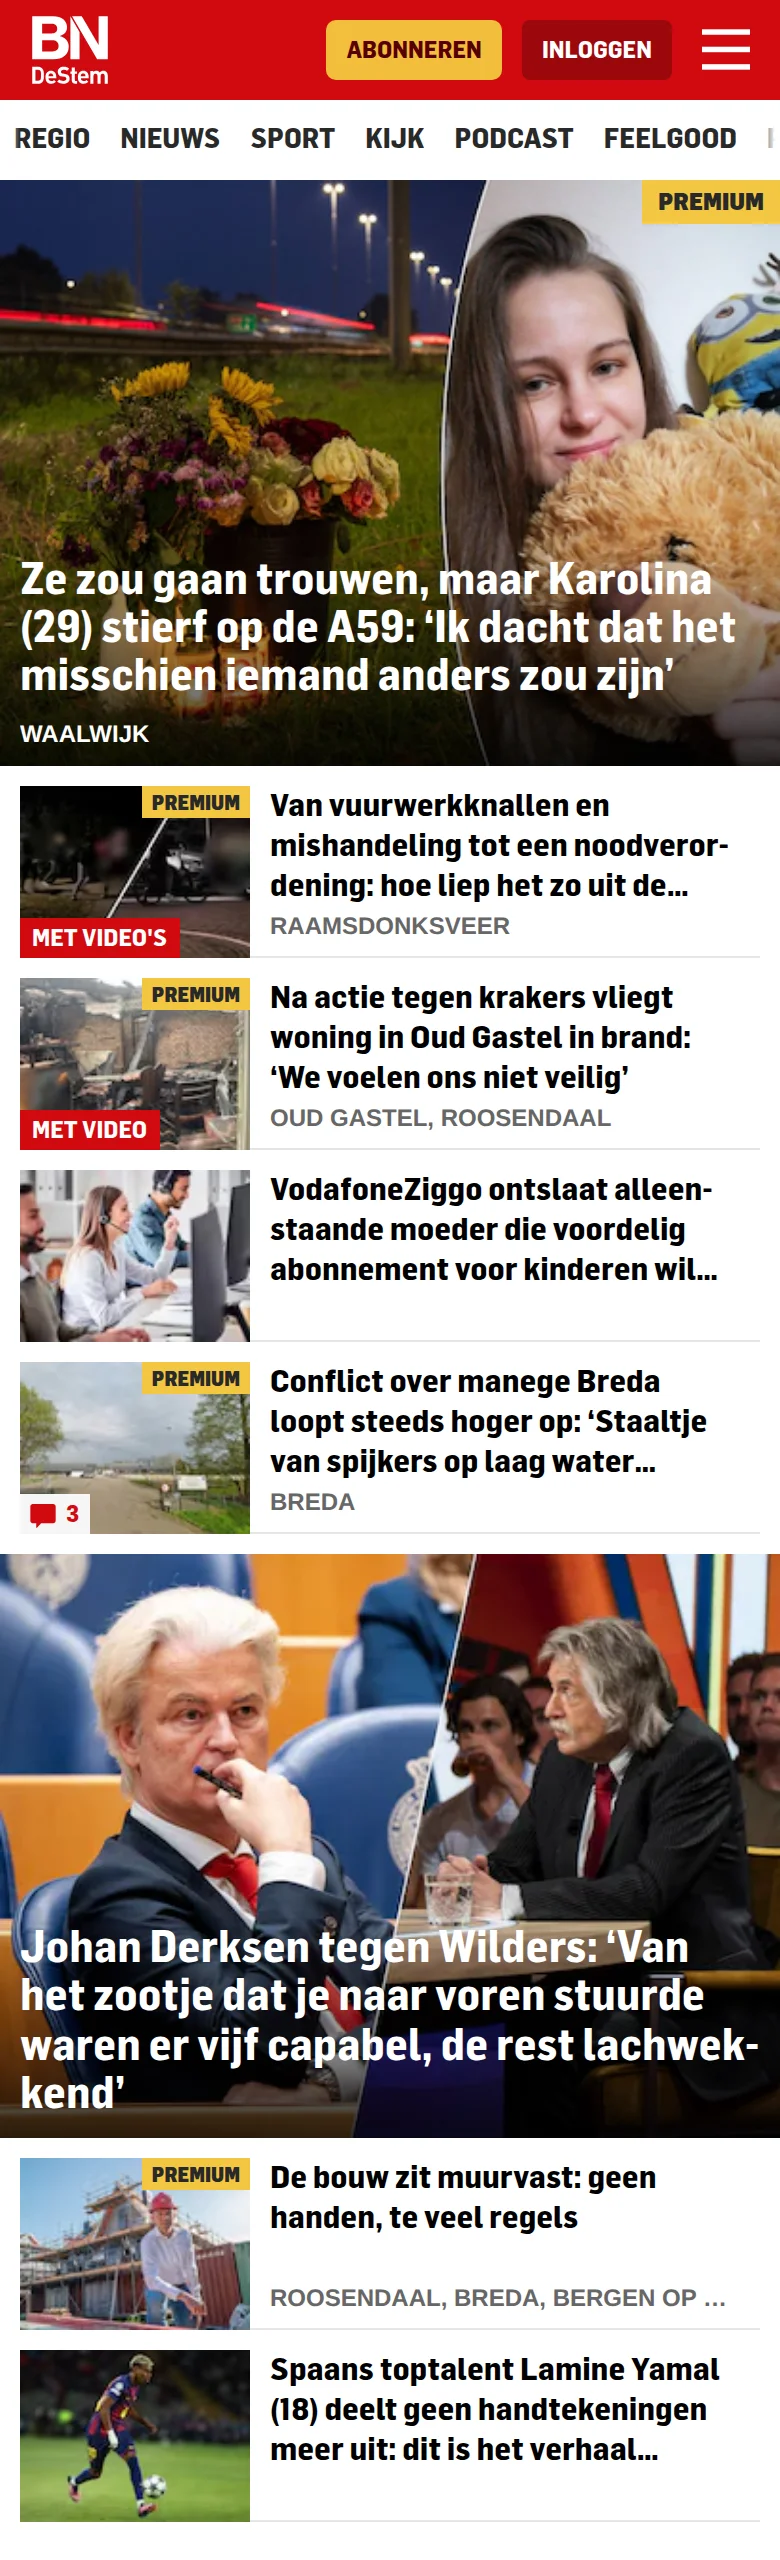 BN
DeStem
ABONNEREN
INLOGGEN
REGIO NIEUWS SPORT KIJK PODCAST FEELGOOD
PREMIUM
Ze zou gaan trouwen, maar Karolina
(29) stierf op de A59: ‘Ik dacht dat het
misschien iemand anders zou zijn’
WAALWIJK
PREMIUM
MET VIDEO'S
Van vuurwerkknallen en
mishandeling tot een noodveror-
dening: hoe liep het zo uit de...
RAAMSDONKSVEER
PREMIUM
MET VIDEO
Na actie tegen krakers vliegt
woning in Oud Gastel in brand:
‘We voelen ons niet veilig’
OUD GASTEL, ROOSENDAAL
VodafoneZiggo ontslaat alleen-
staande moeder die voordelig
abonnement voor kinderen wil...
PREMIUM
3
Conflict over manege Breda
loopt steeds hoger op: ‘Staaltje
van spijkers op laag water...
BREDA
Johan Derksen tegen Wilders: ‘Van
het zootje dat je naar voren stuurde
waren er vijf capabel, de rest lachwek-
kend’
PREMIUM
De bouw zit muurvast: geen
handen, te veel regels
ROOSENDAAL, BREDA, BERGEN OP ...
Spaans toptalent Lamine Yamal
(18) deelt geen handtekeningen
meer uit: dit is het verhaal...